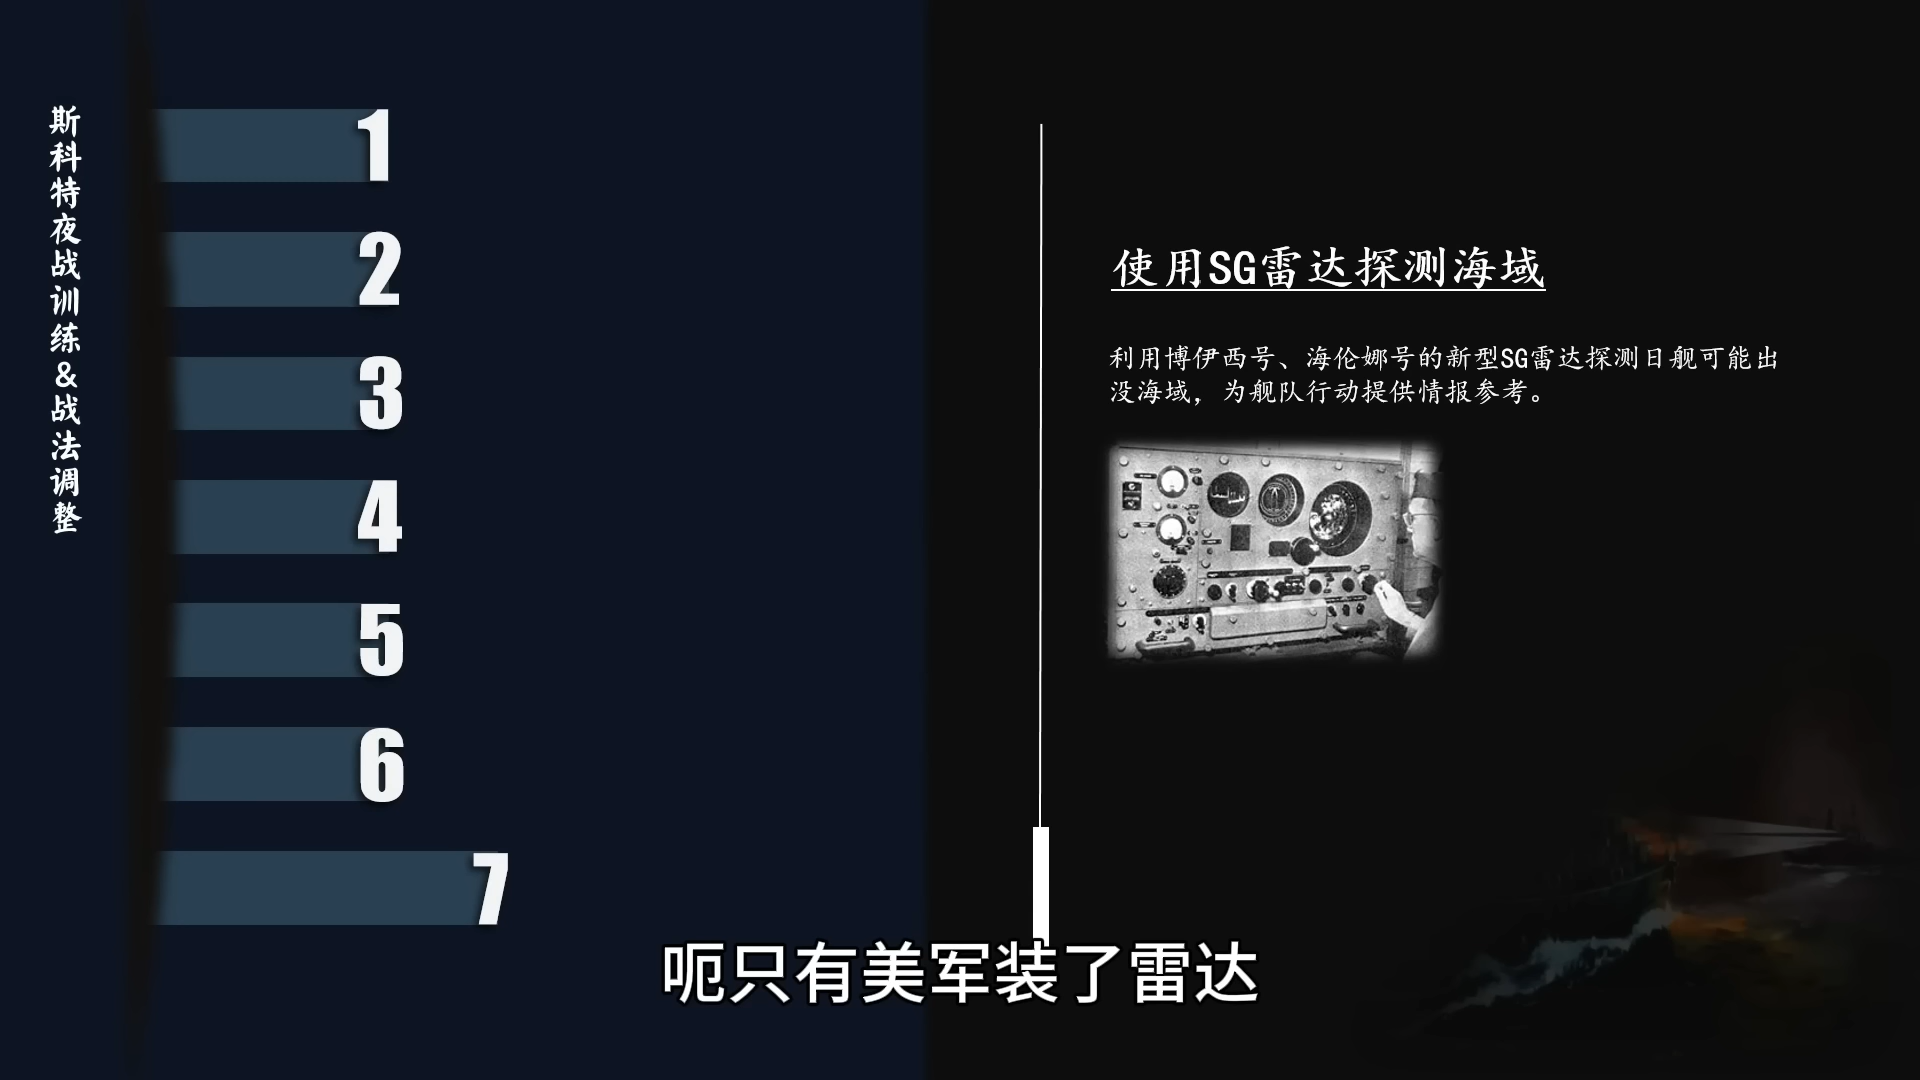 斯科特夜战训练&战法调整
1
2
3
4
5
6
7
使用SG雷达探测海域
利用博伊西号、海伦娜号的新型SG雷达探测日舰可能出
没海域，为舰队行动提供情报参考。
呃只有美军装了雷达